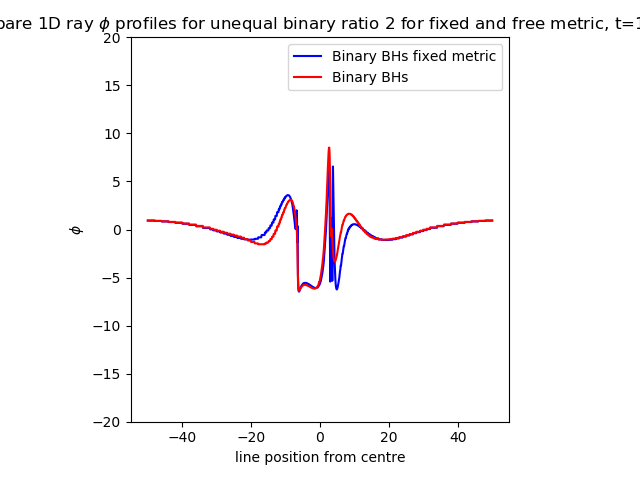 pare 1D ray ϕ profiles for unequal binary ratio 2 for fixed and free metric, t=1
Binary BHs fixed metric
Binary BHs
20
15
10
5
0
−5
−10
−15
−20
ϕ
−40 −20 0 20 40
line position from centre